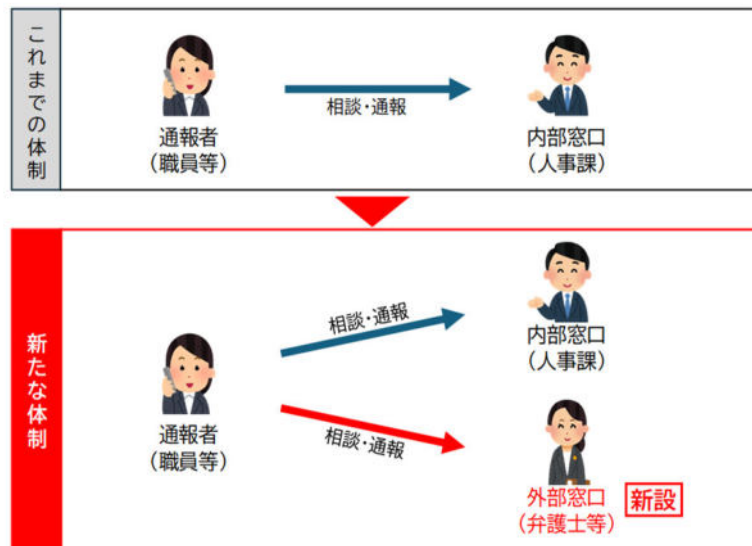 これまでの体制
相談・通報
通報者
（職員等）
内部窓口
（人事課）
新たな体制
相談・通報
内部窓口
（人事課）
通報者
（職員等）
相談・通報
外部窓口
（弁護士等）
新設